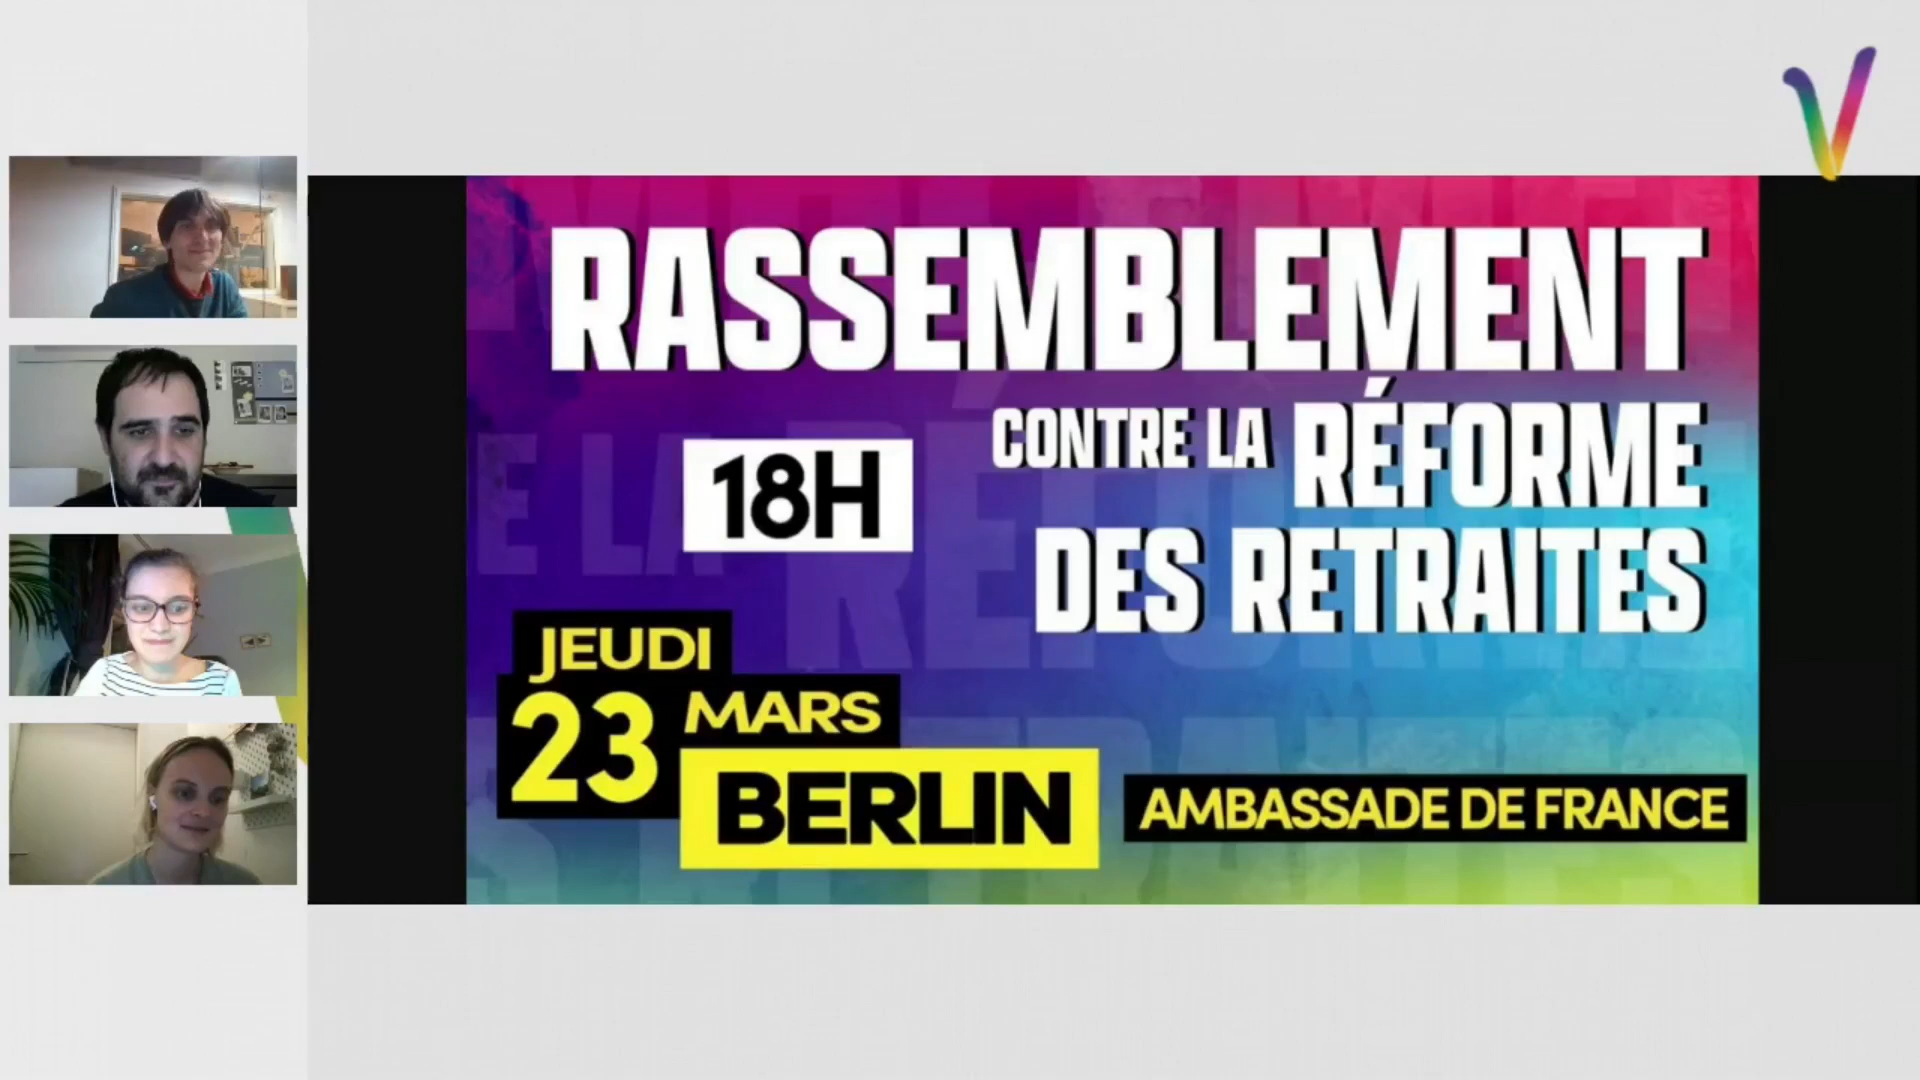 RASSEMBLEMENT
CONTRE LA RÉFORME
DES RETRAITES
18H
JEUDI
23 MARS
BERLIN
AMBASSADE DE FRANCE